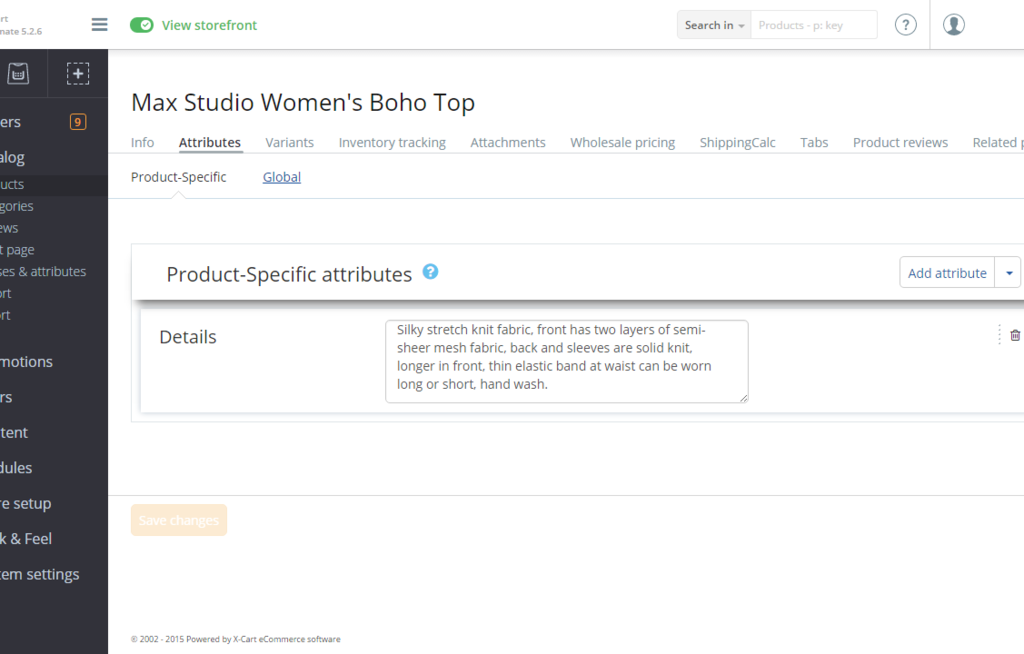 rt
nate 5.2.6
View storefront
Search in
Products - p: key
?
ers
9
alog
ucts
gories
ews
t page
ses & attributes
ort
ort
motions
rs
tent
dules
re setup
k & Feel
tem settings
Max Studio Women's Boho Top
Info Attributes Variants Inventory tracking Attachments Wholesale pricing ShippingCalc Tabs Product reviews Related p
Product-Specific Global
Product-Specific attributes ?
Add attribute
Details
Silky stretch knit fabric, front has two layers of semi-
sheer mesh fabric, back and sleeves are solid knit,
longer in front, thin elastic band at waist can be worn
long or short, hand wash.
Save changes
© 2002 - 2015 Powered by X-Cart eCommerce software